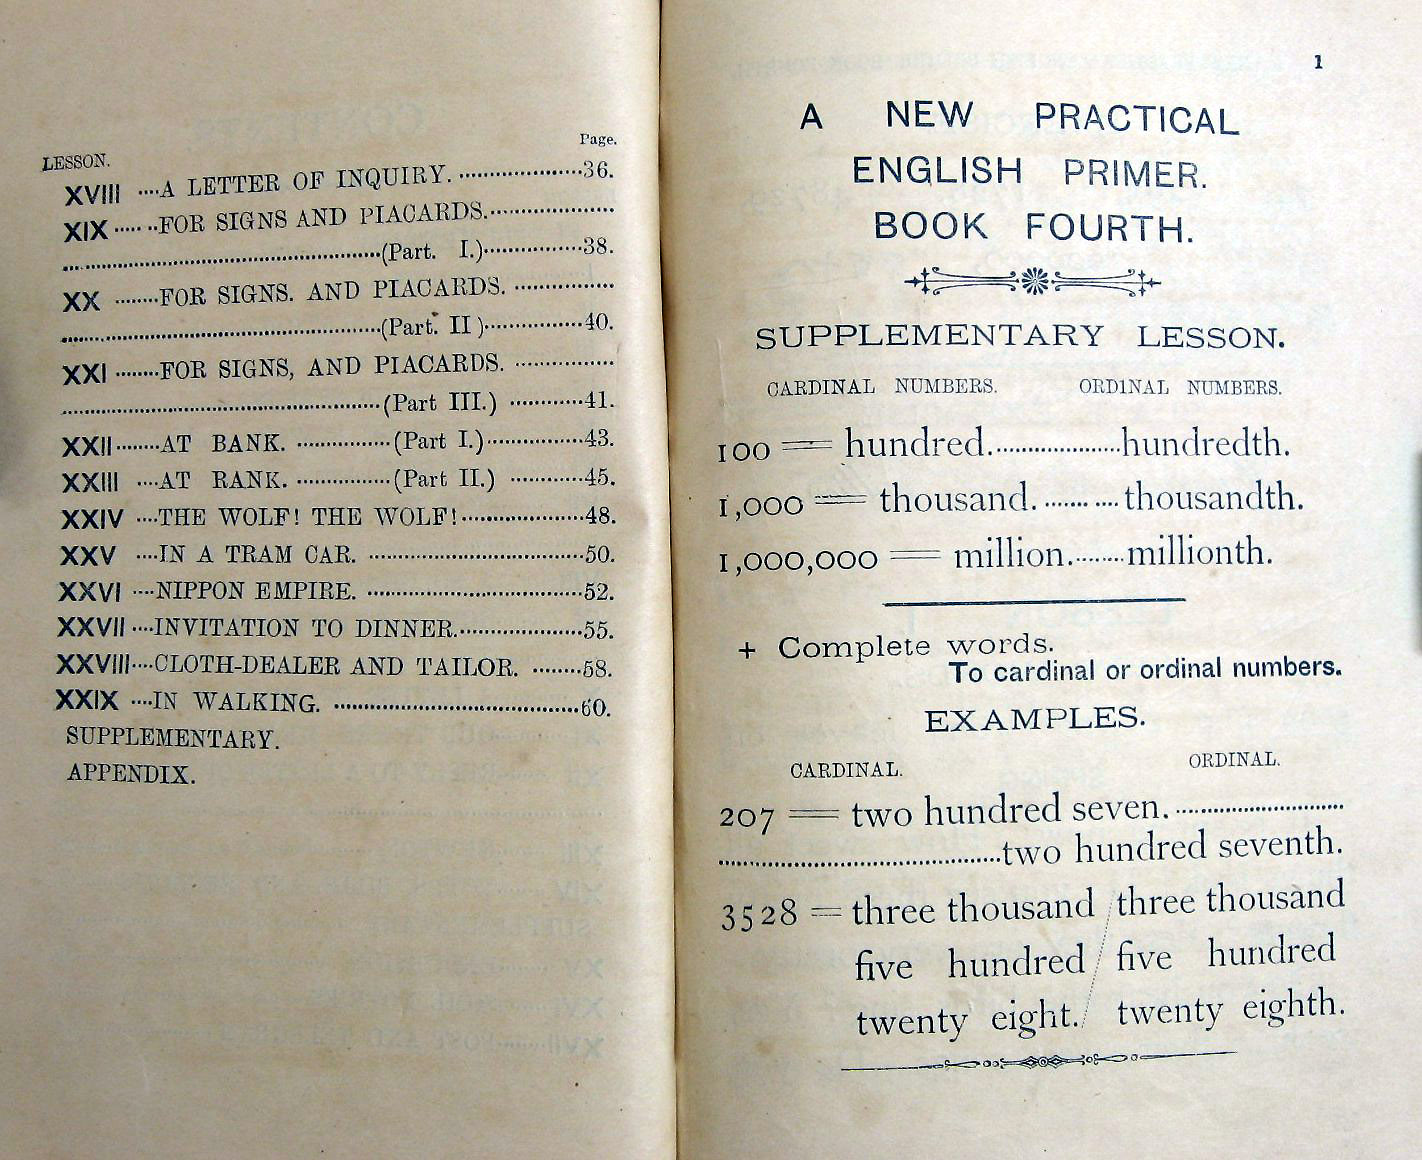 Page.
LESSON.
XVIII ....A LETTER OF INQUIRY. ....................36.
XIX ..... ..FOR SIGNS AND PIACARDS.....................
....................................................(Part. I.)................38.
XX ........FOR SIGNS. AND PIACARDS. ................
....................................................(Part. II )................40.
XXI ........FOR SIGNS, AND PIACARDS. ................
....................................................(Part III.) ............41.
XXII........AT BANK. ................(Part I.)................43.
XXIII ....AT RANK. ................(Part II.) ............45.
XXIV ....THE WOLF! THE WOLF!....................48.
XXV ....IN A TRAM CAR. ....................................50.
XXVI ....NIPPON EMPIRE. ....................................52.
XXVII ....INVITATION TO DINNER.....................55.
XXVIII....CLOTH-DEALER AND TAILOR. ........58.
XXIX ....IN WALKING. ........................................60.
SUPPLEMENTARY.
APPENDIX.
1
A NEW PRACTICAL
ENGLISH PRIMER.
BOOK FOURTH.
SUPPLEMENTARY LESSON.
CARDINAL NUMBERS. ORD1NAL NUMBERS.
100 = hundred.....................hundredth.
1,000 = thousand. ....... ....thousandth.
1,000,000 = million.........millionth.
+ Complete words.
To cardinal or ordinal numbers.
EXAMPLES.
CARDINAL. ORDINAL.
207 = two hundred seven. ............................
..............................................two hundred seventh.
3528 = three thousand / three thousand
five hundred / five hundred
twenty eight. / twenty eighth.